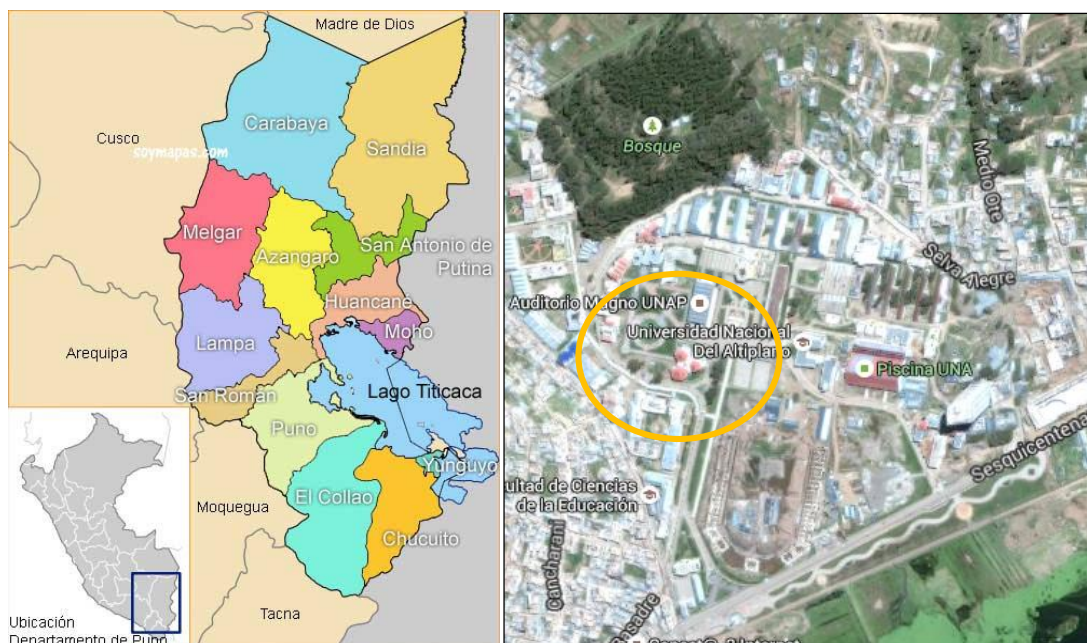 Madre de Dios
Cusco
Carabaya
soymapas.com
Sandia
Melgar
Azangaro
San Antonio de
Putina
Huancané
Moho
Arequipa
Lampa
San Román
Lago Titicaca
Puno
Yunguyo
Moquegua
El Collao
Chucuito
Tacna
Ubicación
Departamento de Puno
Bosque
Medio Ote
Selva Alegre
Auditorio Magno UNAP
Universidad Nacional
Del Altiplano
Piscina UNA
Sesquicentena
ultad de Ciencias
de la Educación
Cancharani